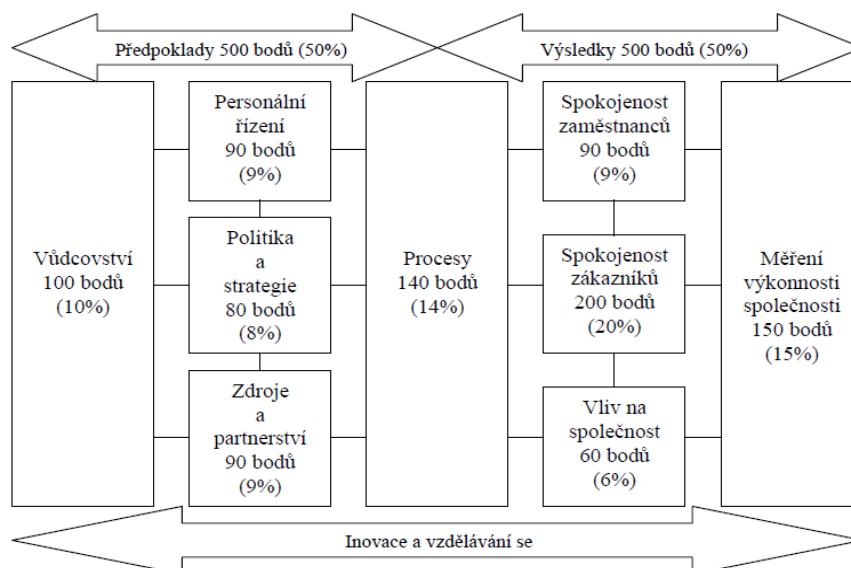 Předpoklady 500 bodů (50%)
Výsledky 500 bodů (50%)
Vůdcovství
100 bodů
(10%)
Personální
řízení
90 bodů
(9%)
Politika
a
strategie
80 bodů
(8%)
Zdroje
a
partnerství
90 bodů
(9%)
Procesy
140 bodů
(14%)
Spokojenost
zaměstnanců
90 bodů
(9%)
Spokojenost
zákazníků
200 bodů
(20%)
Vliv na
společnost
60 bodů
(6%)
Měření
výkonnosti
společnosti
150 bodů
(15%)
Inovace a vzdělávání se